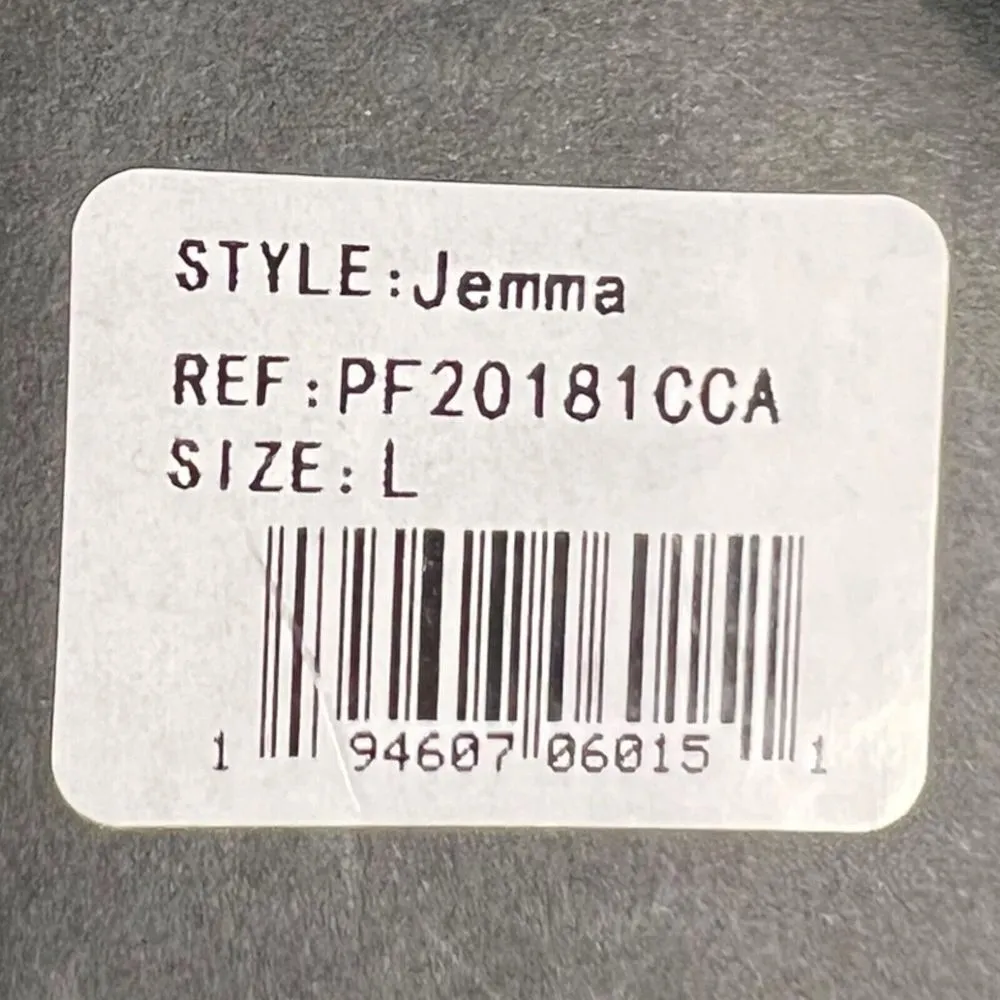 STYLE:Jemma
REF:PF20181CCA
SIZE:L
1 94607 06015 1